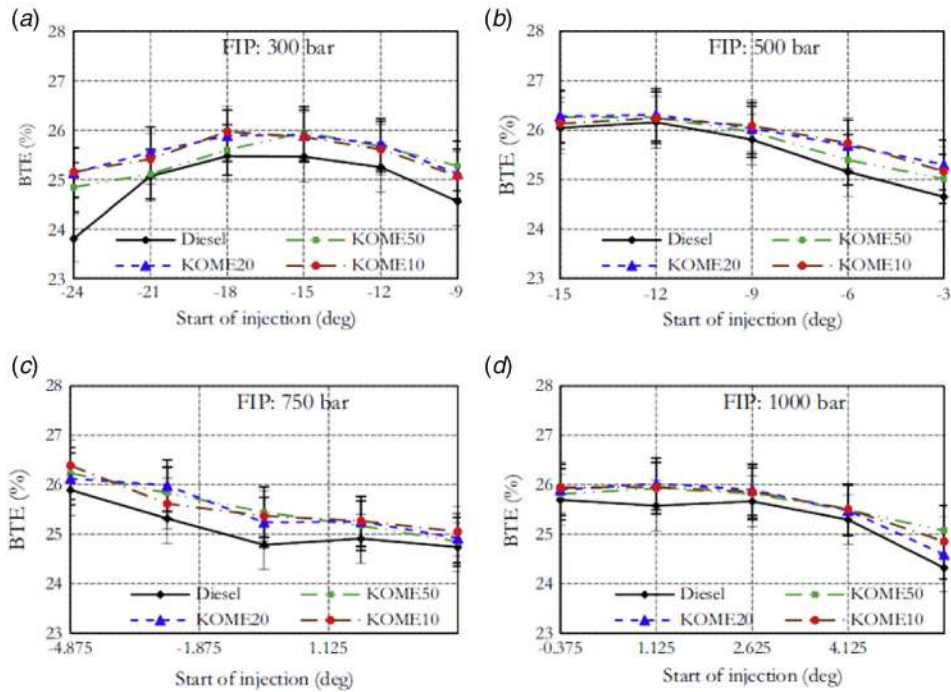 (a)
FIP: 300 bar
BTE (%)
28
27
26
25
24
23
Diesel
KOME50
KOME20
KOME10
-24 -21 -18 -15 -12 -9
Start of injection (deg)
(b)
FIP: 500 bar
BTE (%)
28
27
26
25
24
23
Diesel
KOME50
KOME20
KOME10
-15 -12 -9 -6 -3
Start of injection (deg)
(c)
FIP: 750 bar
BTE (%)
28
27
26
25
24
23
Diesel
KOME50
KOME20
KOME10
-4.875 -1.875 1.125
Start of injection (deg)
(d)
FIP: 1000 bar
BTE (%)
28
27
26
25
24
23
Diesel
KOME50
KOME20
KOME10
-0.375 1.125 2.625 4.125
Start of injection (deg)